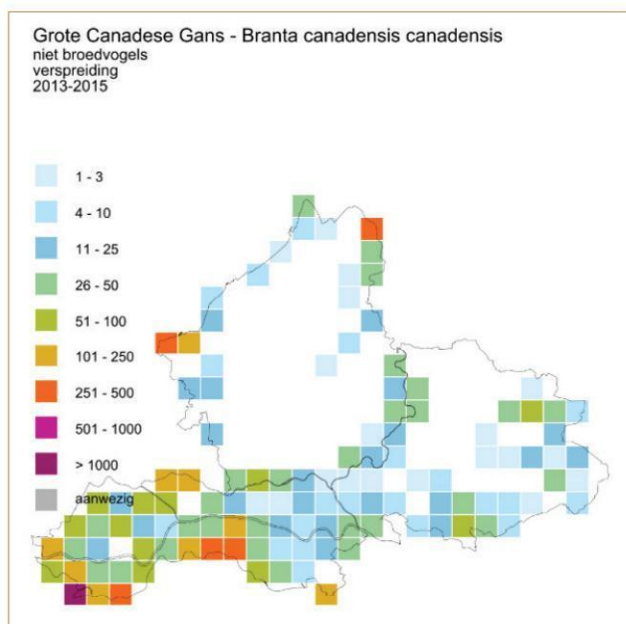 Grote Canadese Gans - Branta canadensis canadensis
niet broedvogels
verspreiding
2013-2015
1 - 3
4 - 10
11 - 25
26 - 50
51 - 100
101 - 250
251 - 500
501 - 1000
> 1000
aanwezig